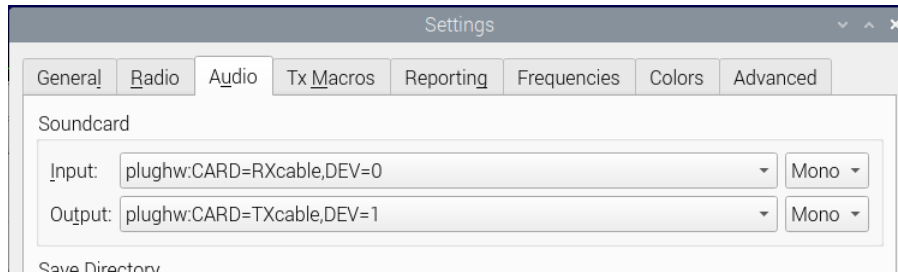 Settings
General Radio Audio Tx Macros Reporting Frequencies Colors Advanced
Soundcard
Input: plughw:CARD=RXcable,DEV=0 Mono
Output: plughw:CARD=TXcable,DEV=1 Mono
Save Directory